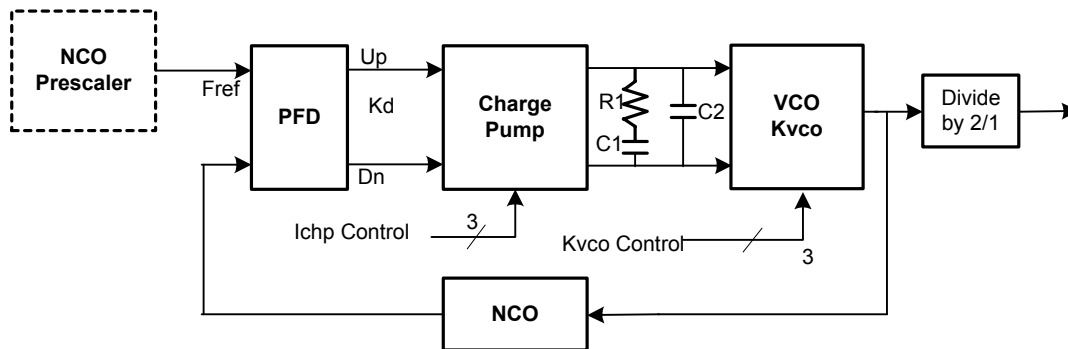 NCO
Prescaler
Fref
PFD
Up
Kd
Dn
Charge
Pump
R1
C1
C2
VCO
Kvco
Divide
by 2/1
Ichp Control
3
Kvco Control
3
NCO